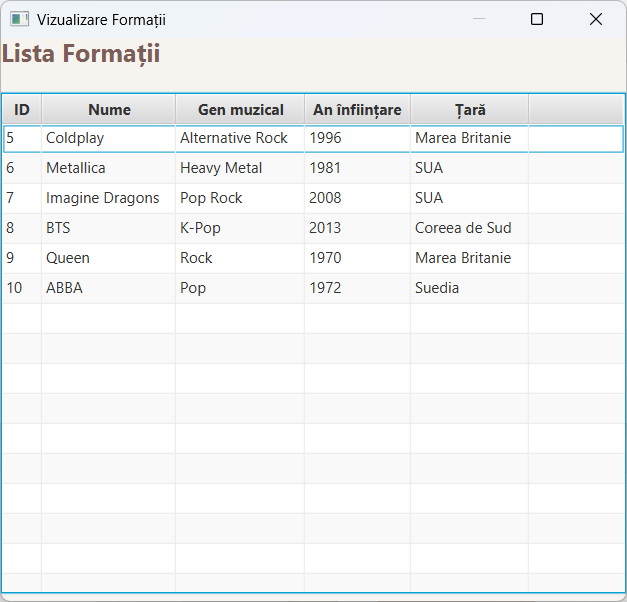 Vizualizare Formații
Lista Formații
ID Nume Gen muzical An înființare Țară
5 Coldplay Alternative Rock 1996 Marea Britanie
6 Metallica Heavy Metal 1981 SUA
7 Imagine Dragons Pop Rock 2008 SUA
8 BTS K-Pop 2013 Coreea de Sud
9 Queen Rock 1970 Marea Britanie
10 ABBA Pop 1972 Suedia